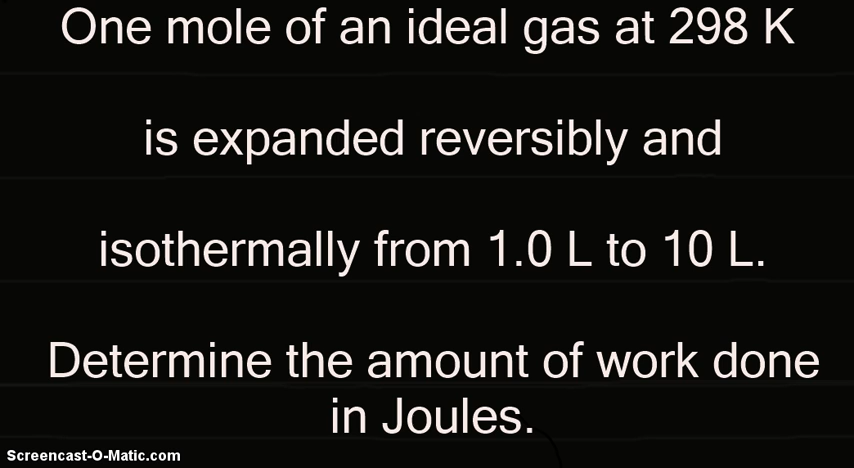 One mole of an ideal gas at 298 K
is expanded reversibly and
isothermally from 1.0 L to 10 L.
Determine the amount of work done
in Joules.
Screencast-O-Matic.com